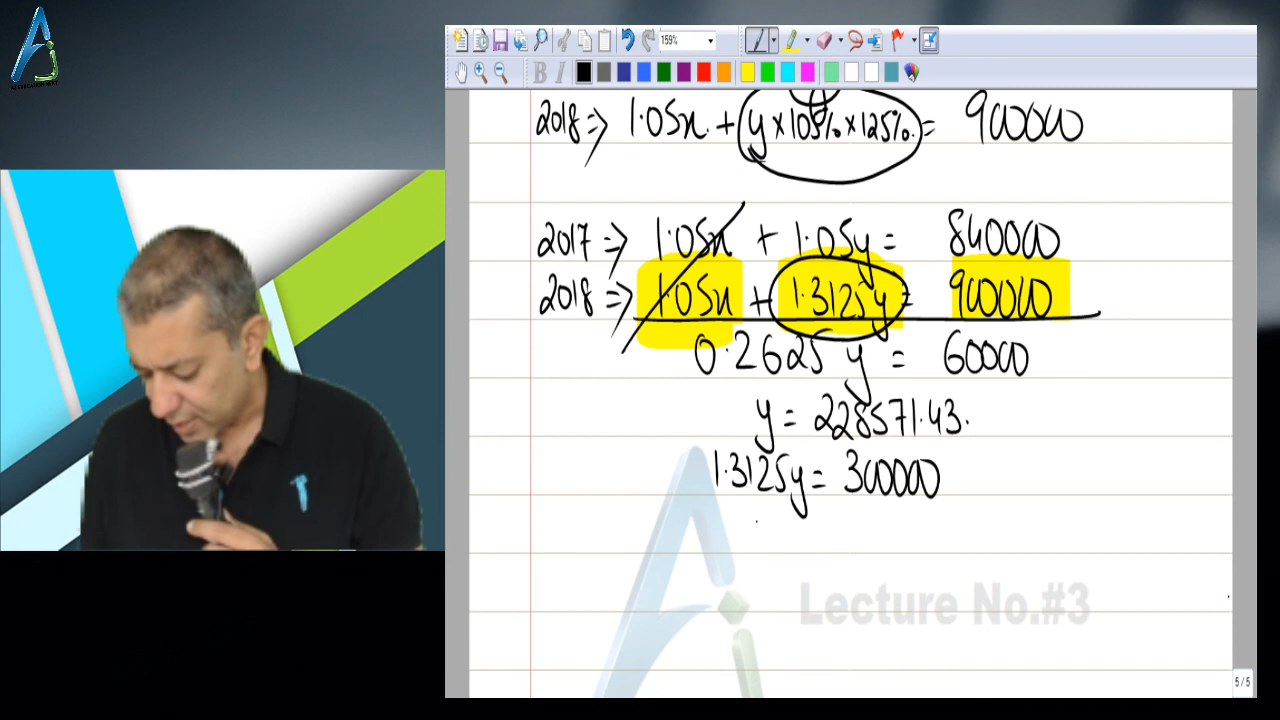 159%
B I
2018 => 1.05x + (y×105%×125%) = 900000
2017 => 1.05x + 1.05y = 840000
2018 => 1.05x + 1.3125y = 900000
0.2625 y = 60000
y = 228571.43.
1.3125y = 300000
Lecture No.#3
5/5